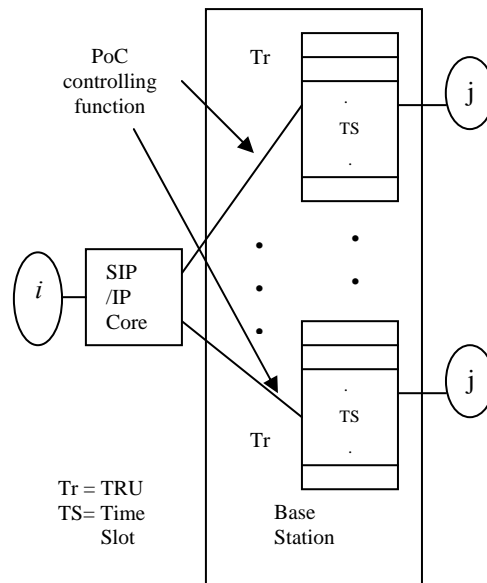 PoC
controlling
function
Tr
.
TS
.
j
i
SIP
/IP
Core
.
TS
.
j
Tr
Tr = TRU
TS= Time
Slot
Base
Station